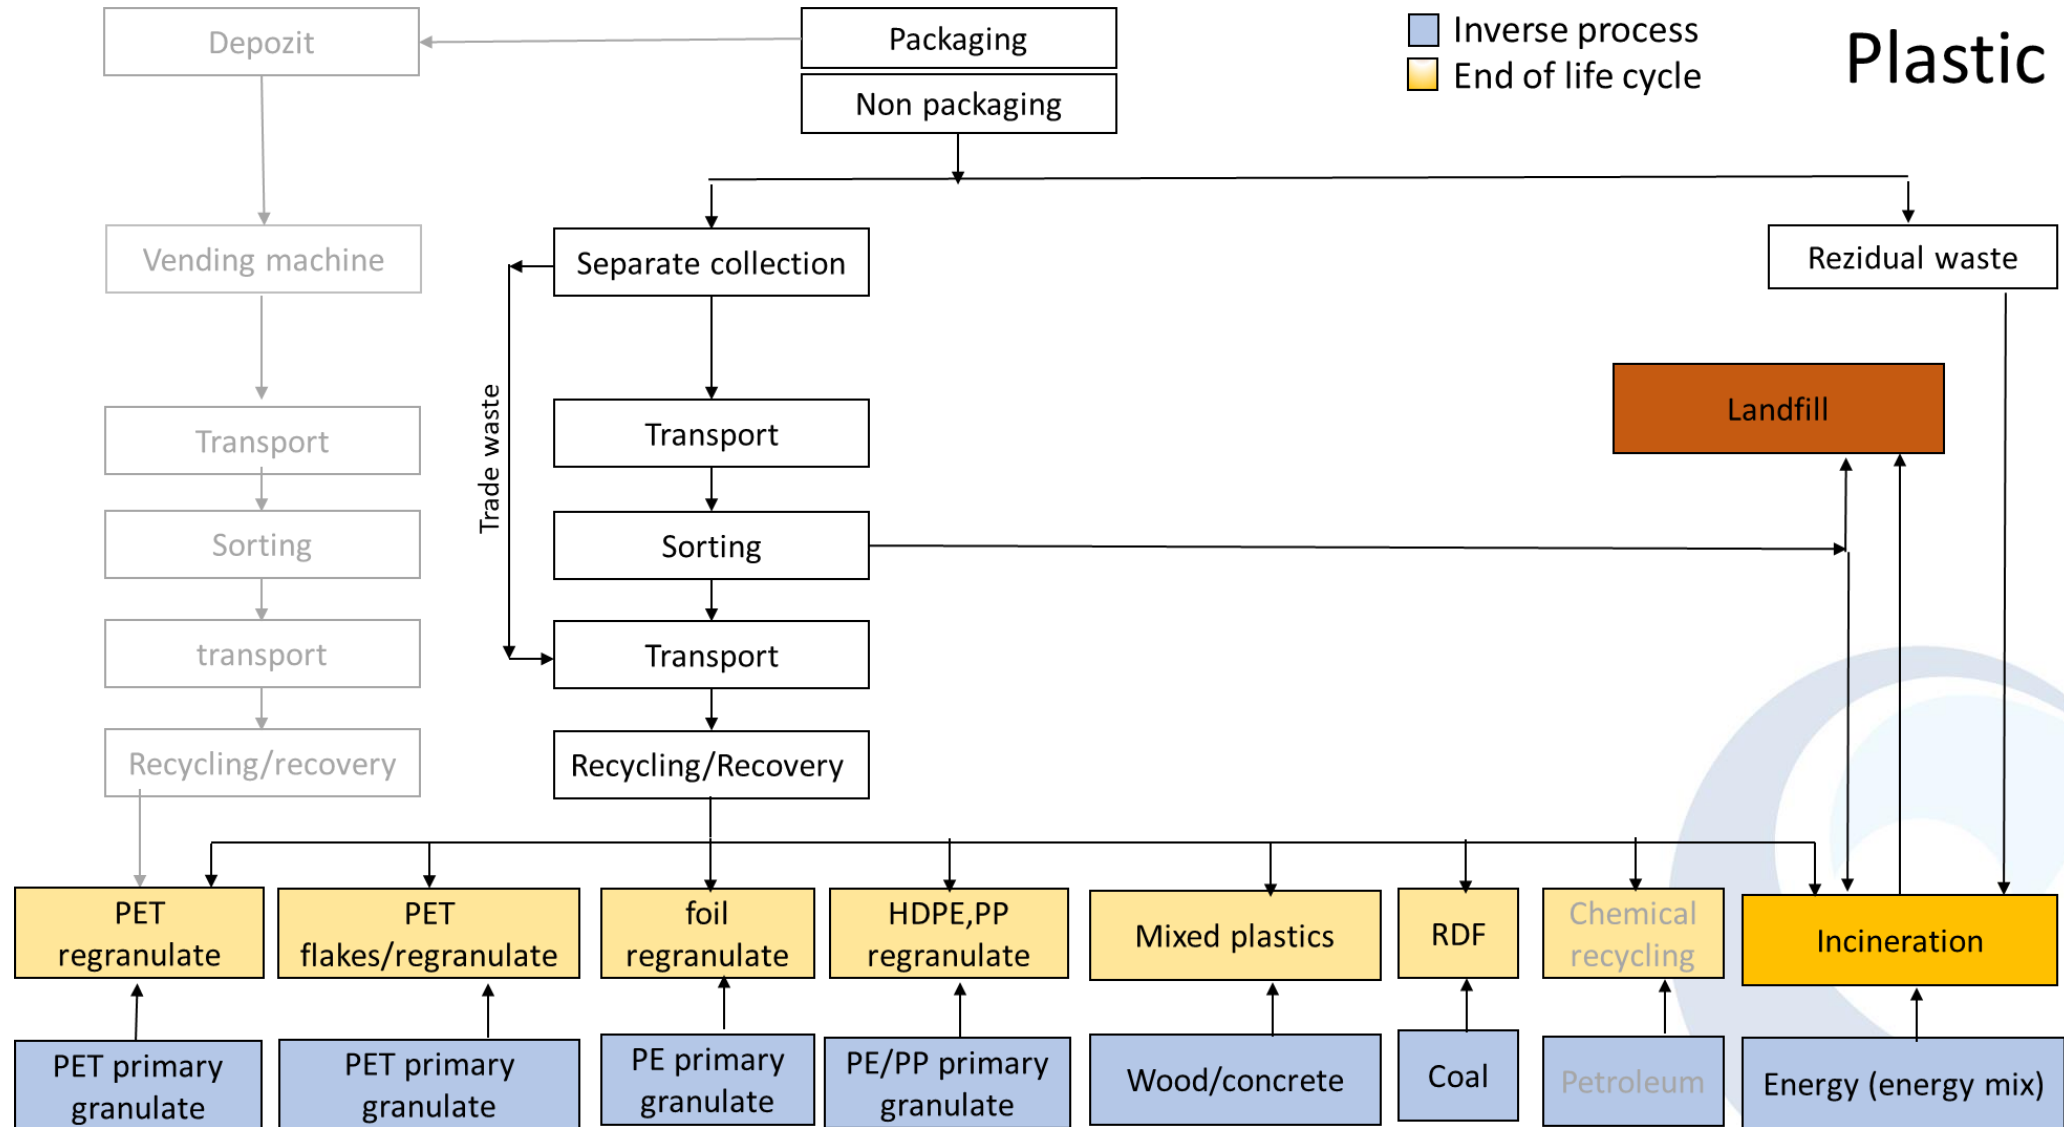 Depozit
Packaging
Non packaging
Inverse process
End of life cycle
Plastic
Vending machine
Separate collection
Rezidual waste
Trade waste
Landfill
Transport
Transport
Sorting
Sorting
transport
Transport
Recycling/recovery
Recycling/Recovery
PET
regranulate
PET
flakes/regranulate
foil
regranulate
HDPE,PP
regranulate
Mixed plastics
RDF
Chemical
recycling
Incineration
PET primary
granulate
PET primary
granulate
PE primary
granulate
PE/PP primary
granulate
Wood/concrete
Coal
Petroleum
Energy (energy mix)